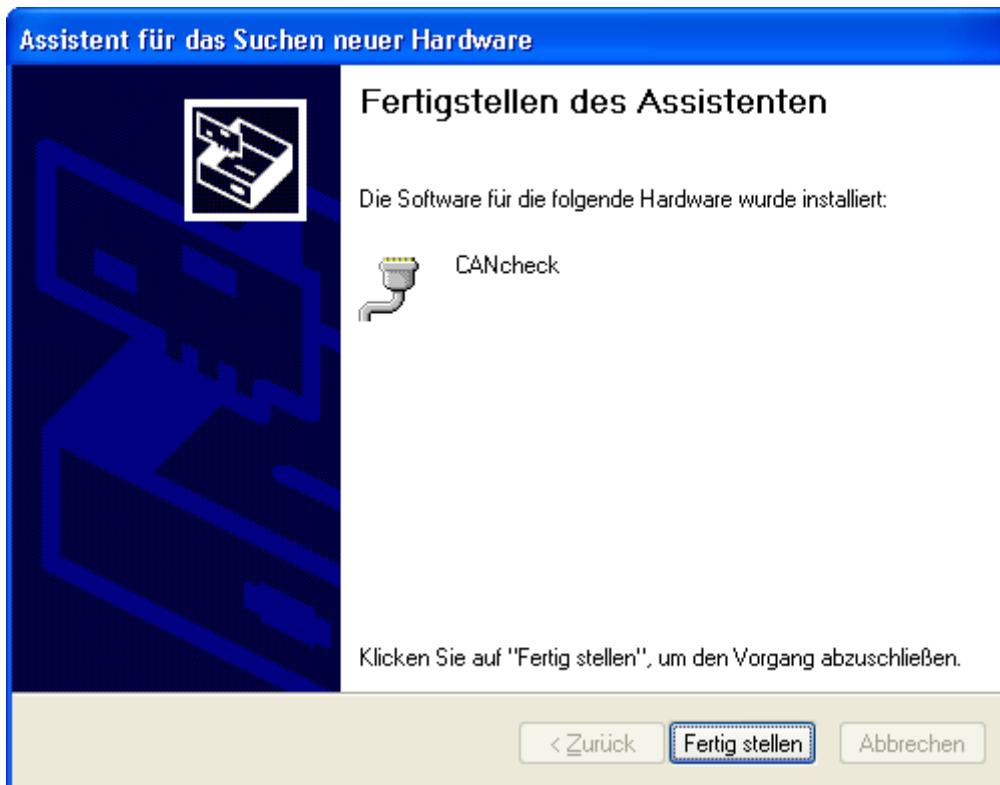 Assistent für das Suchen neuer Hardware
Fertigstellen des Assistenten
Die Software für die folgende Hardware wurde installiert:
CANcheck
Klicken Sie auf "Fertig stellen", um den Vorgang abzuschließen.
< Zurück Fertig stellen Abbrechen